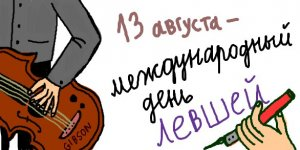 13 августа –
международный
день
левшей
GIBSON